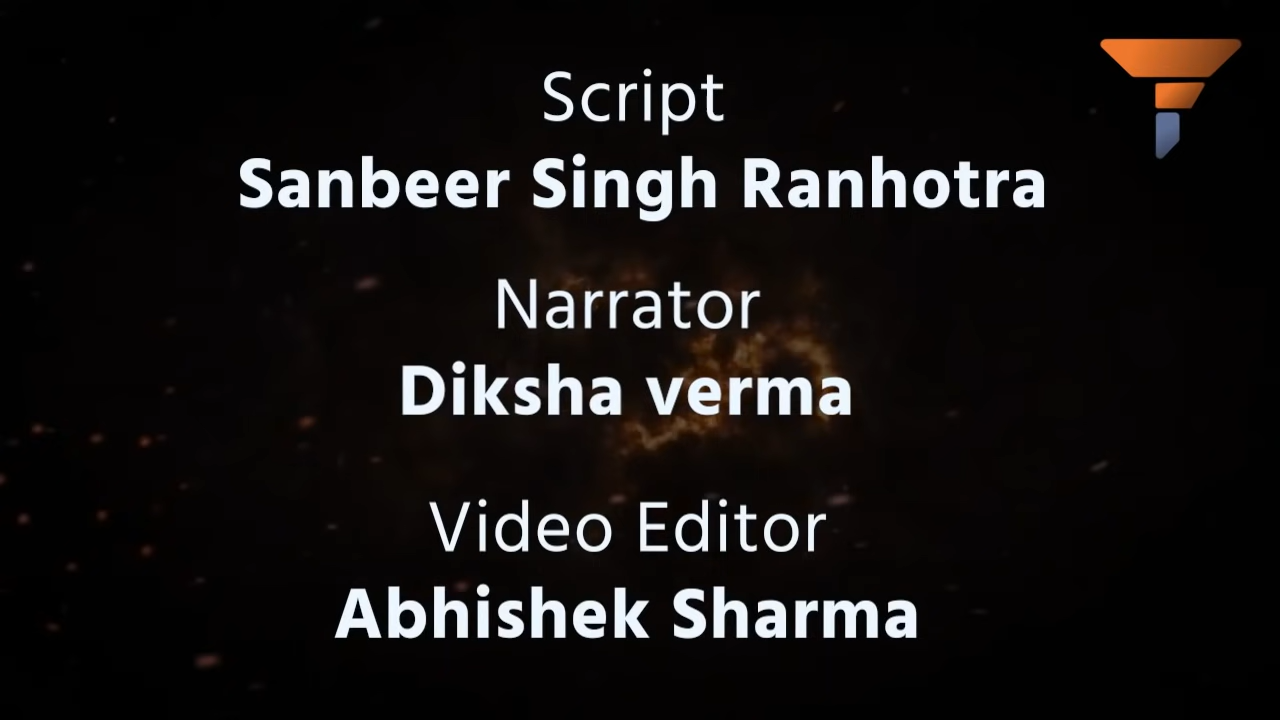 Script
Sanbeer Singh Ranhotra
Narrator
Diksha verma
Video Editor
Abhishek Sharma